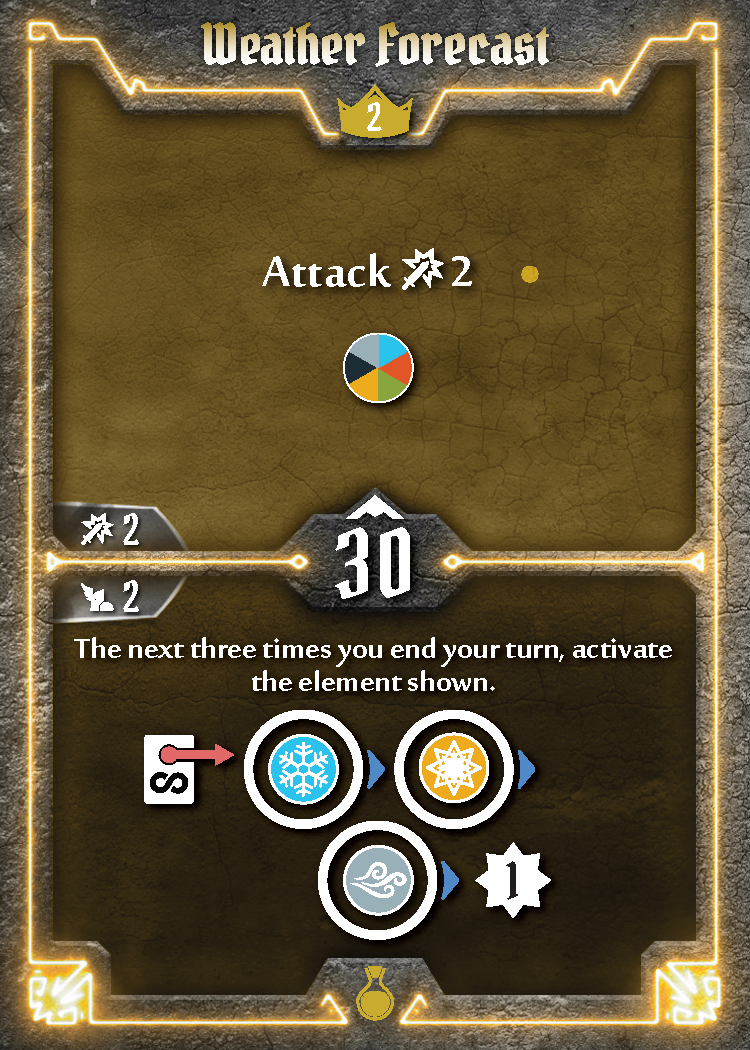 Weather Forecast
2
Attack 2
2
30
2
The next three times you end your turn, activate
the element shown.
S
1